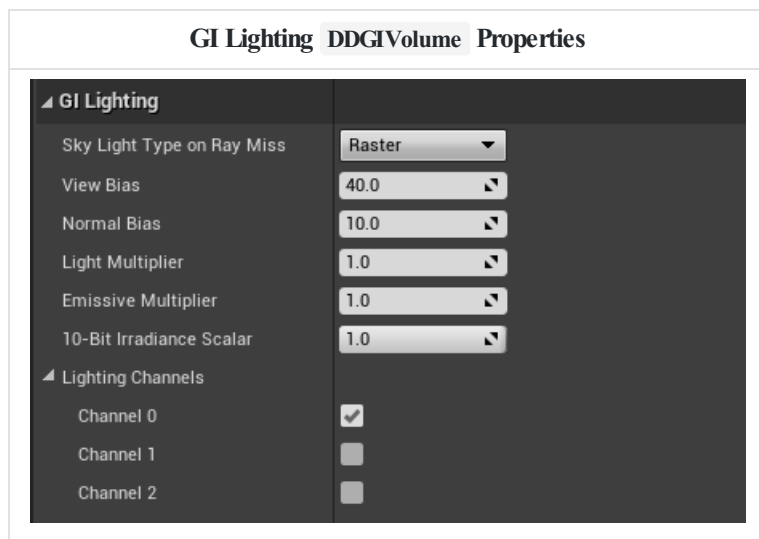 GI Lighting DDGIVolume Properties
GI Lighting
Sky Light Type on Ray Miss Raster
View Bias 40.0
Normal Bias 10.0
Light Multiplier 1.0
Emissive Multiplier 1.0
10-Bit Irradiance Scalar 1.0
Lighting Channels
Channel 0
Channel 1
Channel 2